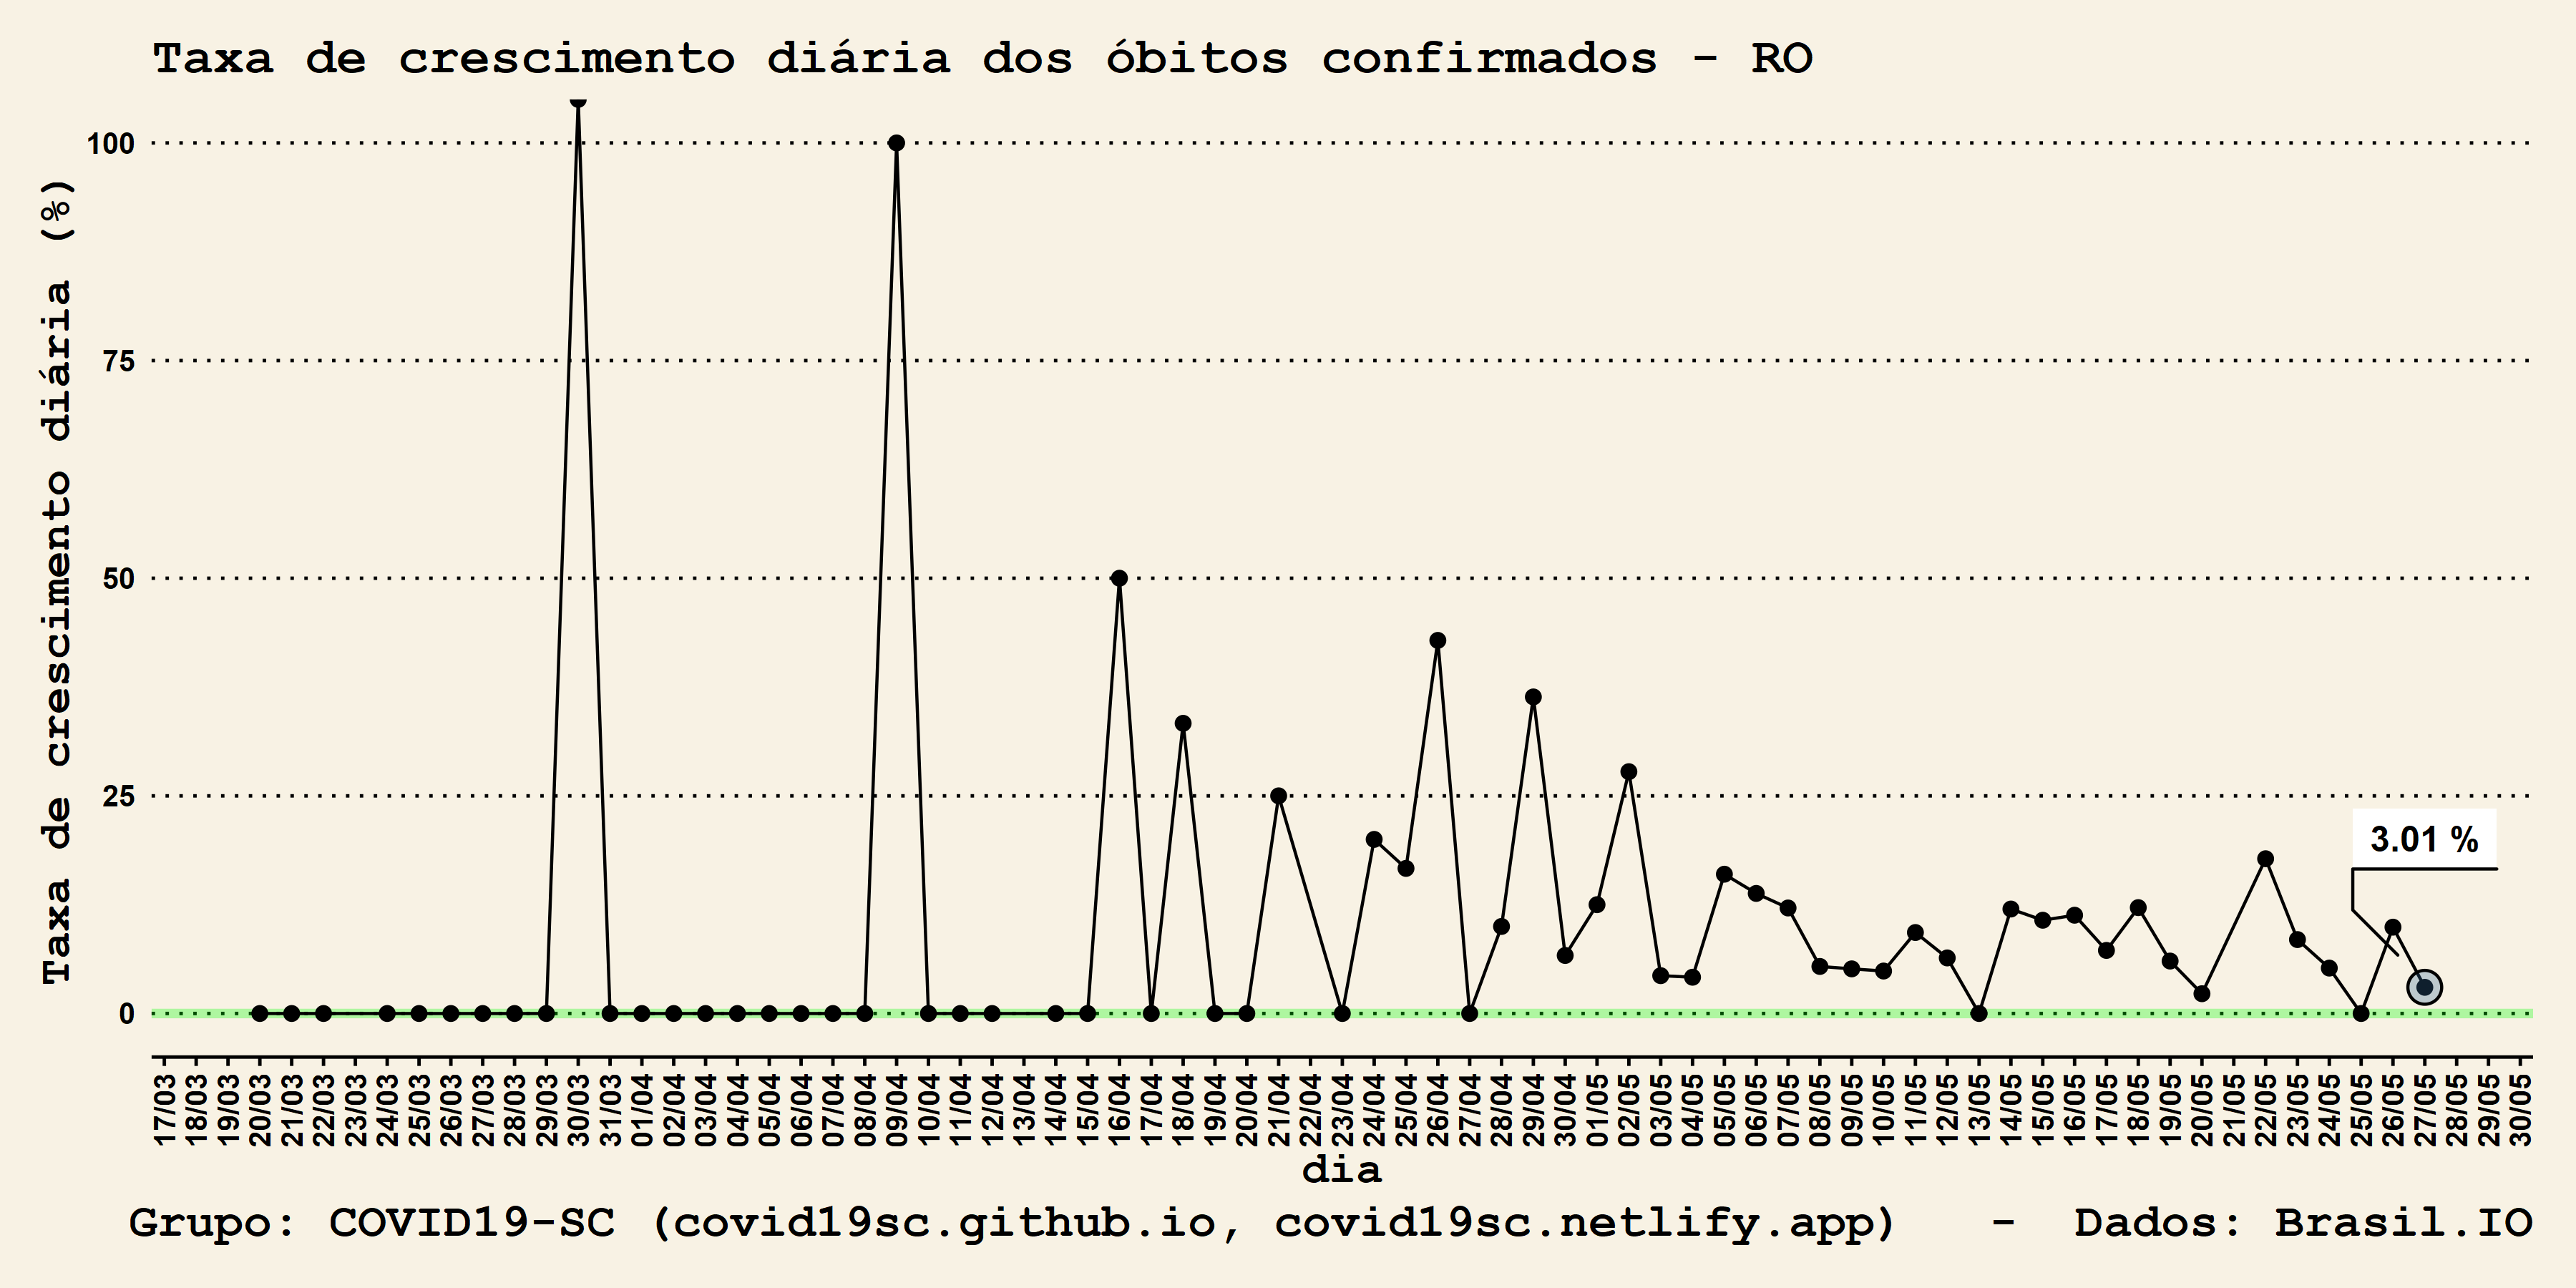 Taxa de crescimento diária dos óbitos confirmados - RO
Taxa de crescimento diária (%)
100
75
50
25
0
3.01 %
17/03 18/03 19/03 20/03 21/03 22/03 23/03 24/03 25/03 26/03 27/03 28/03 29/03 30/03 31/03 01/04 02/04 03/04 04/04 05/04 06/04 07/04 08/04 09/04 10/04 11/04 12/04 13/04 14/04 15/04 16/04 17/04 18/04 19/04 20/04 21/04 22/04 23/04 24/04 25/04 26/04 27/04 28/04 29/04 30/04 01/05 02/05 03/05 04/05 05/05 06/05 07/05 08/05 09/05 10/05 11/05 12/05 13/05 14/05 15/05 16/05 17/05 18/05 19/05 20/05 21/05 22/05 23/05 24/05 25/05 26/05 27/05 28/05 29/05 30/05
dia
Grupo: COVID19-SC (covid19sc.github.io, covid19sc.netlify.app) - Dados: Brasil.IO